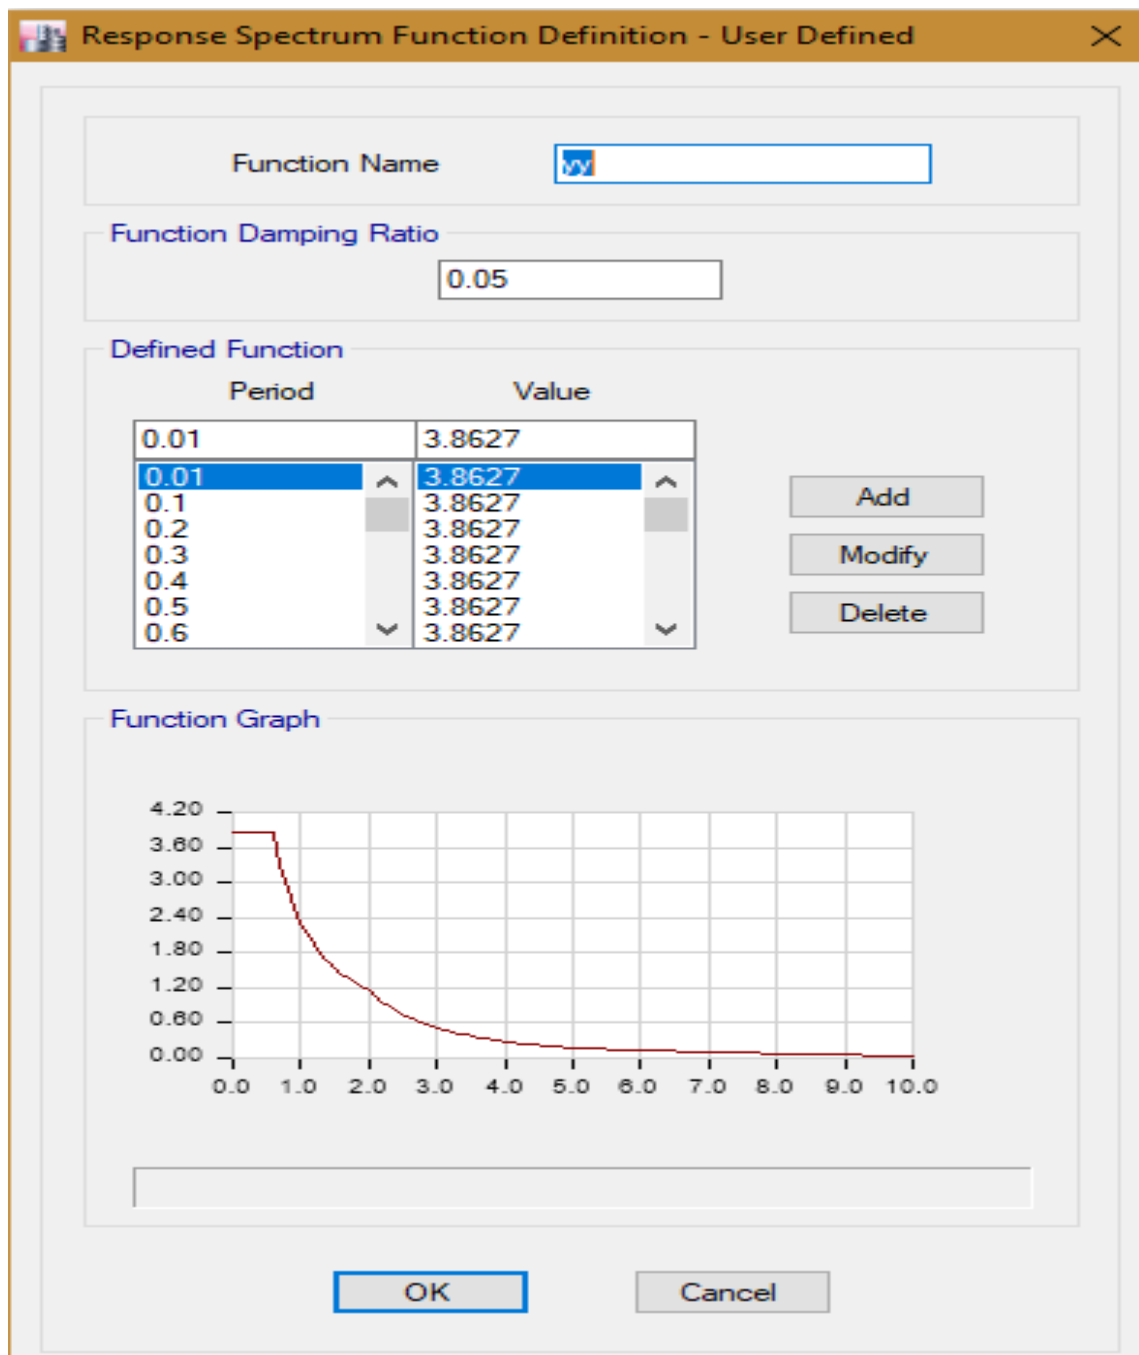 Response Spectrum Function Definition - User Defined
Function Name yy
Function Damping Ratio
0.05
Defined Function
Period Value
0.01 3.8627
0.01 3.8627
0.1 3.8627
0.2 3.8627
0.3 3.8627
0.4 3.8627
0.5 3.8627
0.6 3.8627
Add
Modify
Delete
Function Graph
4.20
3.60
3.00
2.40
1.80
1.20
0.60
0.00
0.0 1.0 2.0 3.0 4.0 5.0 6.0 7.0 8.0 9.0 10.0
OK Cancel